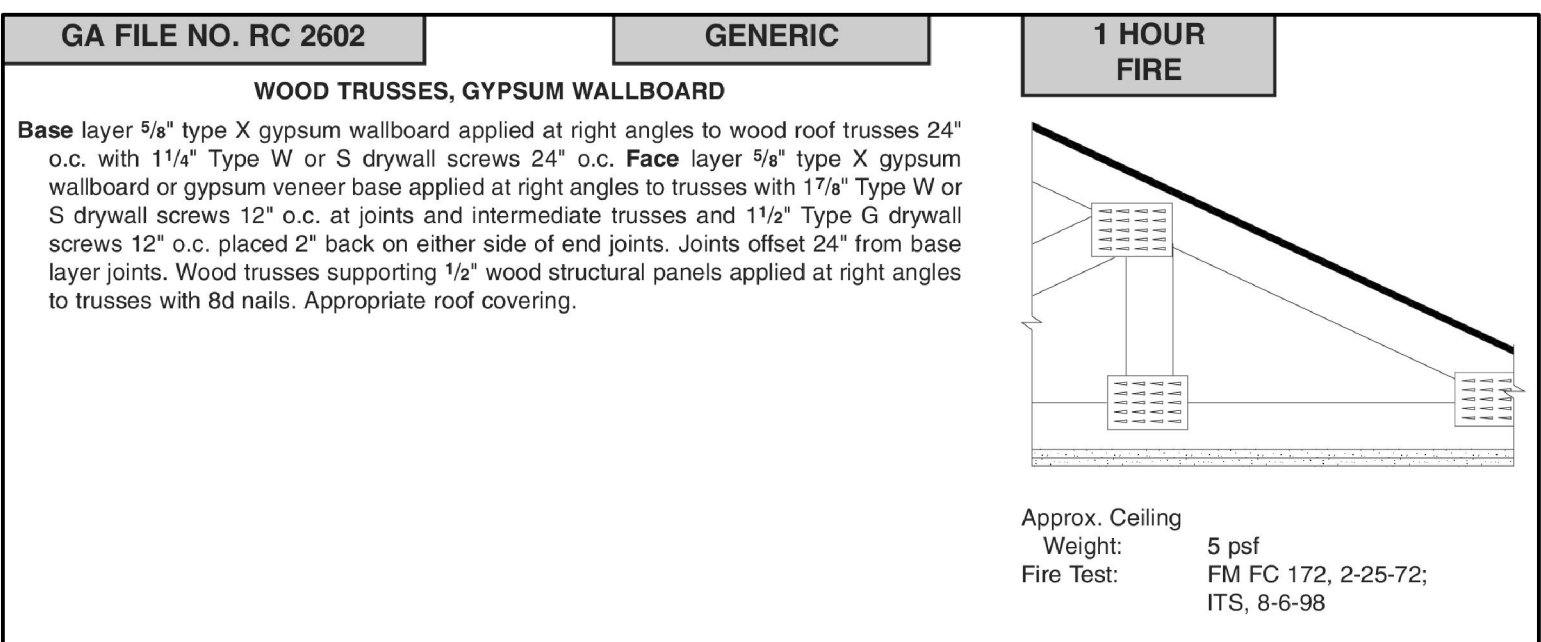 GA FILE NO. RC 2602
GENERIC
1 HOUR
FIRE
WOOD TRUSSES, GYPSUM WALLBOARD
Base layer 5/8" type X gypsum wallboard applied at right angles to wood roof trusses 24"
o.c. with 11/4" Type W or S drywall screws 24" o.c. Face layer 5/8" type X gypsum
wallboard or gypsum veneer base applied at right angles to trusses with 17/8" Type W or
S drywall screws 12" o.c. at joints and intermediate trusses and 11/2" Type G drywall
screws 12" o.c. placed 2" back on either side of end joints. Joints offset 24" from base
layer joints. Wood trusses supporting 1/2" wood structural panels applied at right angles
to trusses with 8d nails. Appropriate roof covering.
Approx. Ceiling
Weight: 5 psf
Fire Test: FM FC 172, 2-25-72;
ITS, 8-6-98